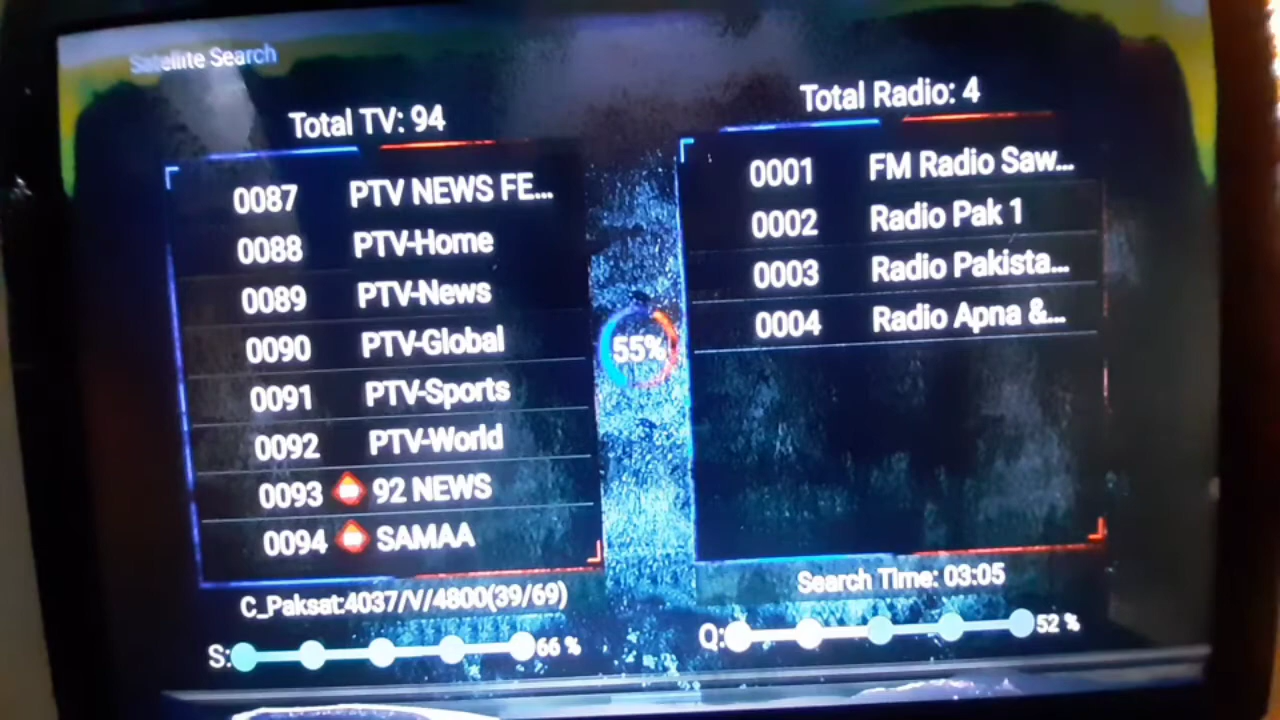 Satellite Search
Total TV: 94
0087 PTV NEWS FE...
0088 PTV-Home
0089 PTV-News
0090 PTV-Global
0091 PTV-Sports
0092 PTV-World
0093 92 NEWS
0094 SAMAA
C_Paksat:4037/V/4800(39/69)
S: 66 %
55%
Total Radio: 4
0001 FM Radio Saw...
0002 Radio Pak 1
0003 Radio Pakista...
0004 Radio Apna &...
Search Time: 03:05
Q: 52 %